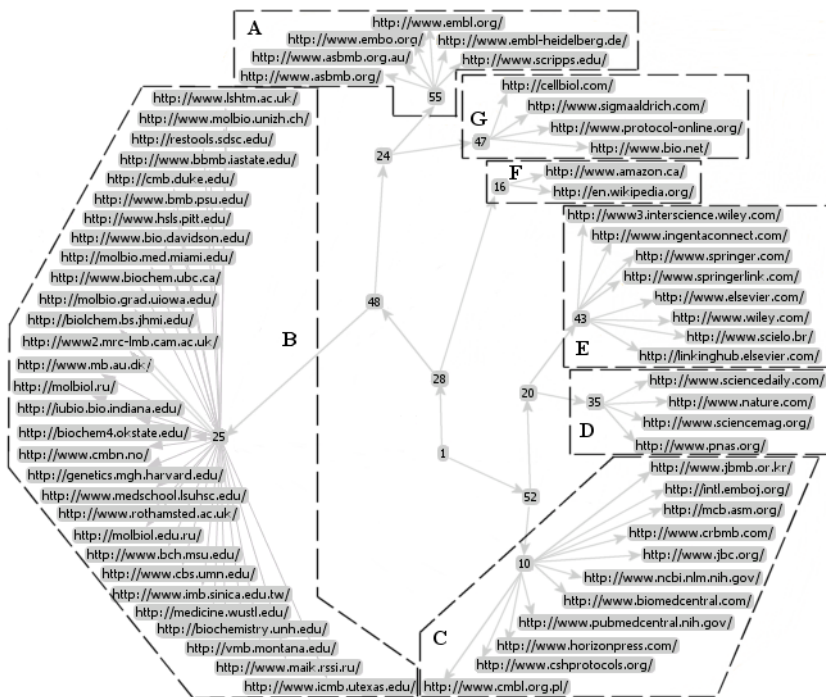 A
http://www.embl.org/
http://www.embo.org/
http://www.embl-heidelberg.de/
http://www.asbmb.org.au/
http://www.scripps.edu/
http://www.asbmb.org/
55
G
http://cellbiol.com/
http://www.sigmaaldrich.com/
http://www.protocol-online.org/
http://www.bio.net/
47
24
F
http://www.amazon.ca/
http://en.wikipedia.org/
16
http://www3.interscience.wiley.com/
http://www.ingentaconnect.com/
http://www.springer.com/
http://www.springerlink.com/
http://www.elsevier.com/
http://www.wiley.com/
http://www.scielo.br/
http://linkinghub.elsevier.com/
43
E
48
28
20
1
52
http://www.sciencedaily.com/
http://www.nature.com/
http://www.sciencemag.org/
http://www.pnas.org/
35
D
http://www.jbmb.or.kr/
http://intl.emboj.org/
http://mcb.asm.org/
http://www.crbmb.com/
http://www.jbc.org/
http://www.ncbi.nlm.nih.gov/
http://www.biomedcentral.com/
http://www.pubmedcentral.nih.gov/
http://www.horizonpress.com/
http://www.cshprotocols.org/
http://www.cmbl.org.pl/
10
C
http://www.lshtm.ac.uk/
http://www.molbio.unizh.ch/
http://restools.sdsc.edu/
http://www.bbmb.iastate.edu/
http://cmb.duke.edu/
http://www.bmb.psu.edu/
http://www.hsls.pitt.edu/
http://www.bio.davidson.edu/
http://molbio.med.miami.edu/
http://www.biochem.ubc.ca/
http://molbio.grad.uiowa.edu/
http://biolchem.bs.jhmi.edu/
http://www2.mrc-lmb.cam.ac.uk/
http://www.mb.au.dk/
http://molbiol.ru/
http://iubio.bio.indiana.edu/
http://biochem4.okstate.edu/
http://www.cmbn.no/
http://genetics.mgh.harvard.edu/
http://www.medschool.lsuhsc.edu/
http://www.rothamsted.ac.uk/
http://molbiol.edu.ru/
http://www.bch.msu.edu/
http://www.cbs.umn.edu/
http://www.imb.sinica.edu.tw/
http://medicine.wustl.edu/
http://biochemistry.unh.edu/
http://vmb.montana.edu/
http://www.maik.rssi.ru/
http://www.icmb.utexas.edu/
25
B